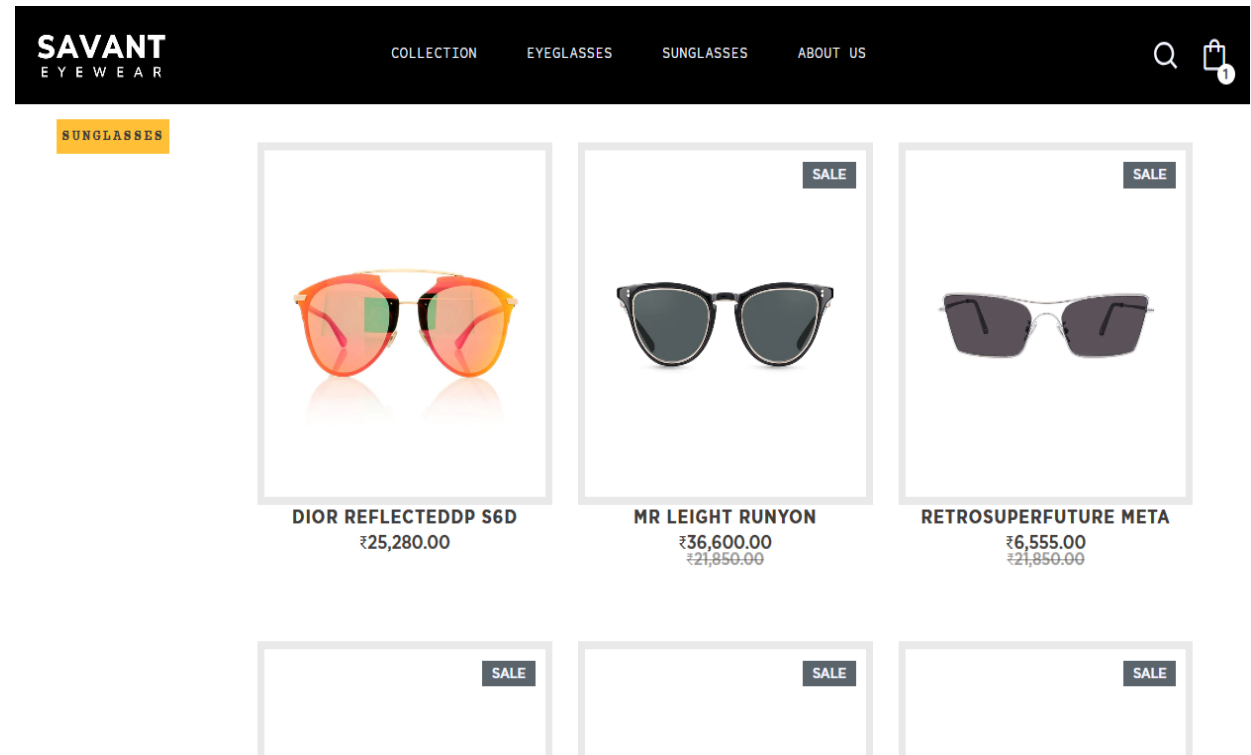 SAVANT
EYEWEAR
COLLECTION EYEGLASSES SUNGLASSES ABOUT US
1
SUNGLASSES
SALE SALE
DIOR REFLECTEDDP S6D MR LEIGHT RUNYON RETROSUPERFUTURE META
₹25,280.00 ₹36,600.00 ₹6,555.00
₹21,850.00 ₹21,850.00
SALE SALE SALE